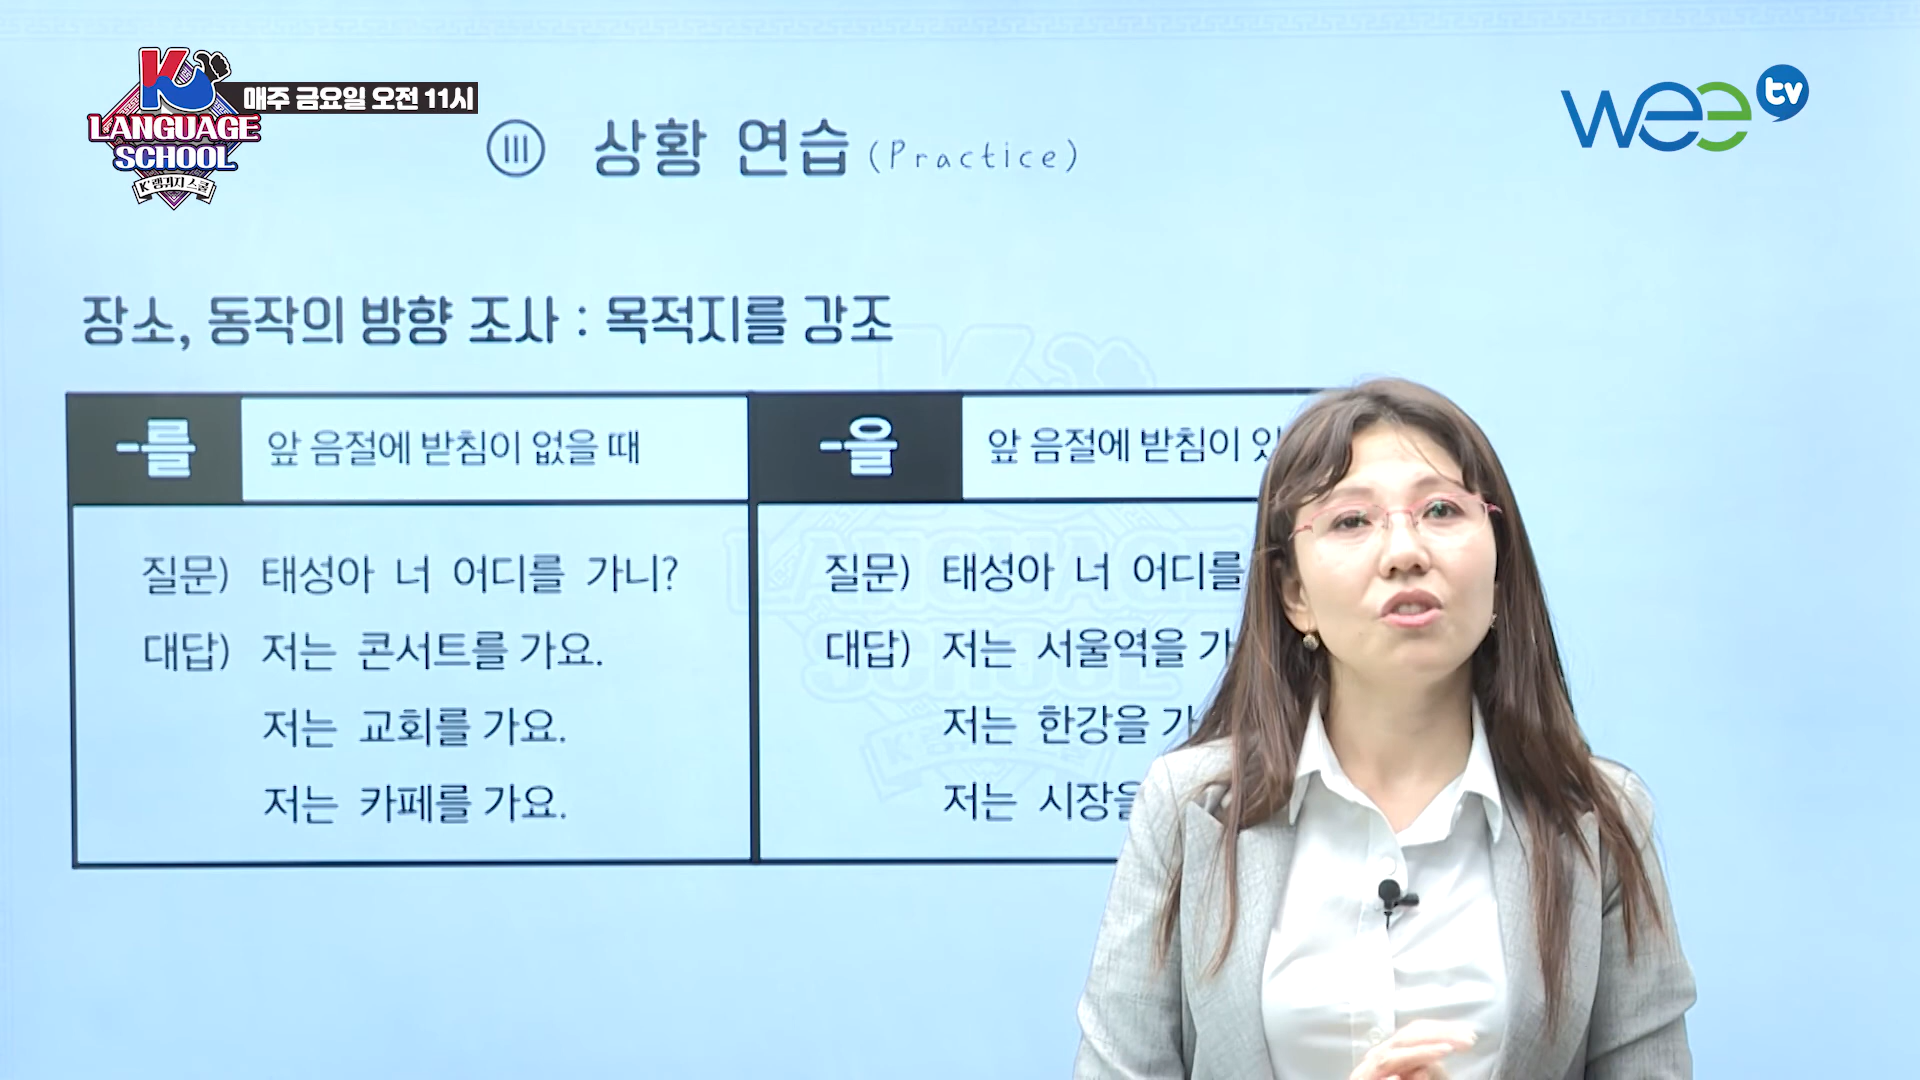 K
LANGUAGE
SCHOOL
K'랭귀지 스쿨
매주 금요일 오전 11시
wee tv
Ⅲ 상황 연습 (Practice)
장소, 동작의 방향 조사 : 목적지를 강조
-를 앞 음절에 받침이 없을 때
질문) 태성아 너 어디를 가니?
대답) 저는 콘서트를 가요.
저는 교회를 가요.
저는 카페를 가요.
-을 앞 음절에 받침이
질문) 태성아 너 어디를
대답) 저는 서울역을 가
저는 한강을
저는 시장을